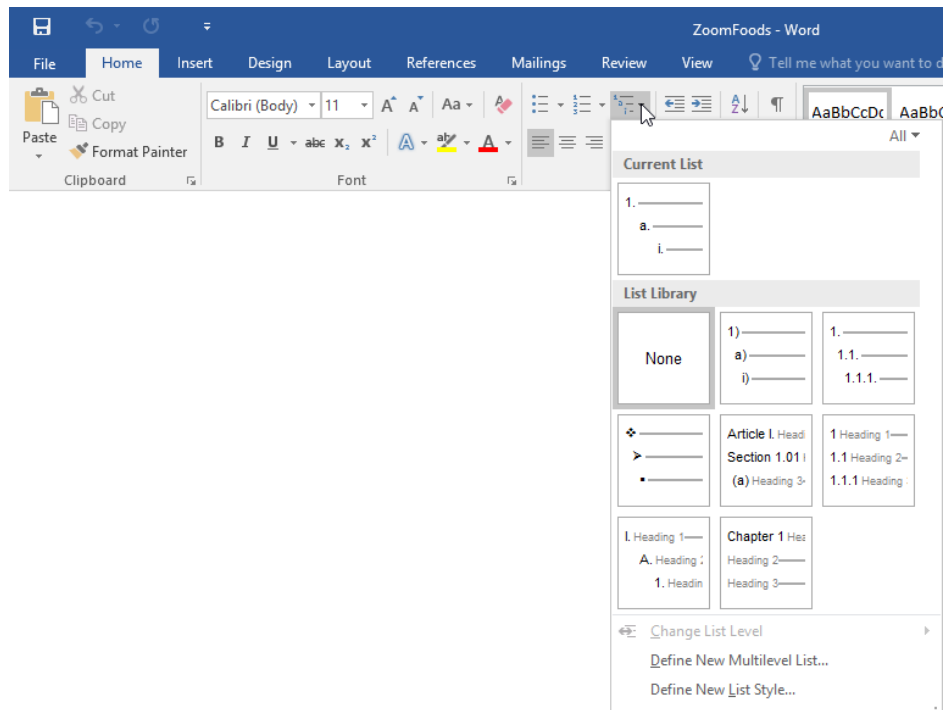 ZoomFoods - Word
File Home Insert Design Layout References Mailings Review View Tell me what you want to d
Cut
Copy
Format Painter
Paste
Clipboard
Calibri (Body) 11 A A Aa
B I U abc X₂ X² A aby A
Font
AaBbCcDc AaBbC
All
Current List
1.
a.
i.
List Library
None
1)
a)
i)
1.
1.1.
1.1.1.
Article I. Headi
Section 1.01
(a) Heading 3
1 Heading 1
1.1 Heading 2
1.1.1 Heading
I. Heading 1
A. Heading
1. Headin
Chapter 1 Hea
Heading 2
Heading 3
Change List Level
Define New Multilevel List...
Define New List Style...